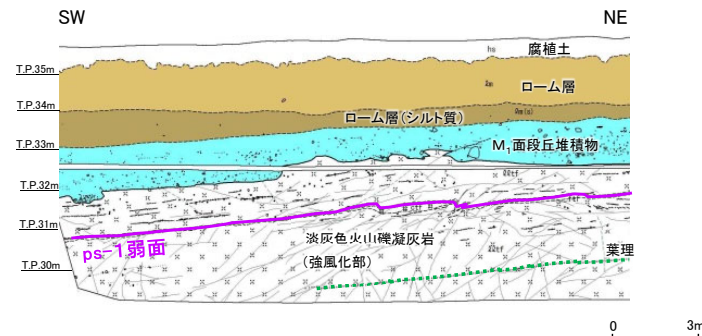 SW
NE
腐植土
hs
T.P.35m
ローム層
T.P.34m
ローム層(シルト質)
T.P.33m
M₁面段丘堆積物
T.P.32m
T.P.31m
ps-1弱面
淡灰色火山礫凝灰岩
(強風化部)
葉理
T.P.30m
0
3m